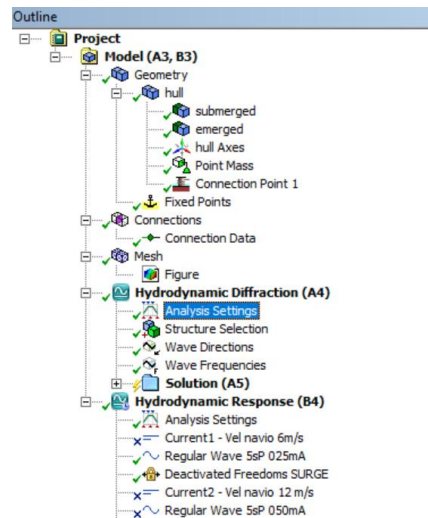 Outline
Project
Model (A3, B3)
Geometry
hull
submerged
emerged
hull Axes
Point Mass
Connection Point 1
Fixed Points
Connections
Connection Data
Mesh
Figure
Hydrodynamic Diffraction (A4)
Analysis Settings
Structure Selection
Wave Directions
Wave Frequencies
Solution (A5)
Hydrodynamic Response (B4)
Analysis Settings
Current1 - Vel navio 6m/s
Regular Wave 5sP 025mA
Deactivated Freedoms SURGE
Current2 - Vel navio 12 m/s
Regular Wave 5sP 050mA